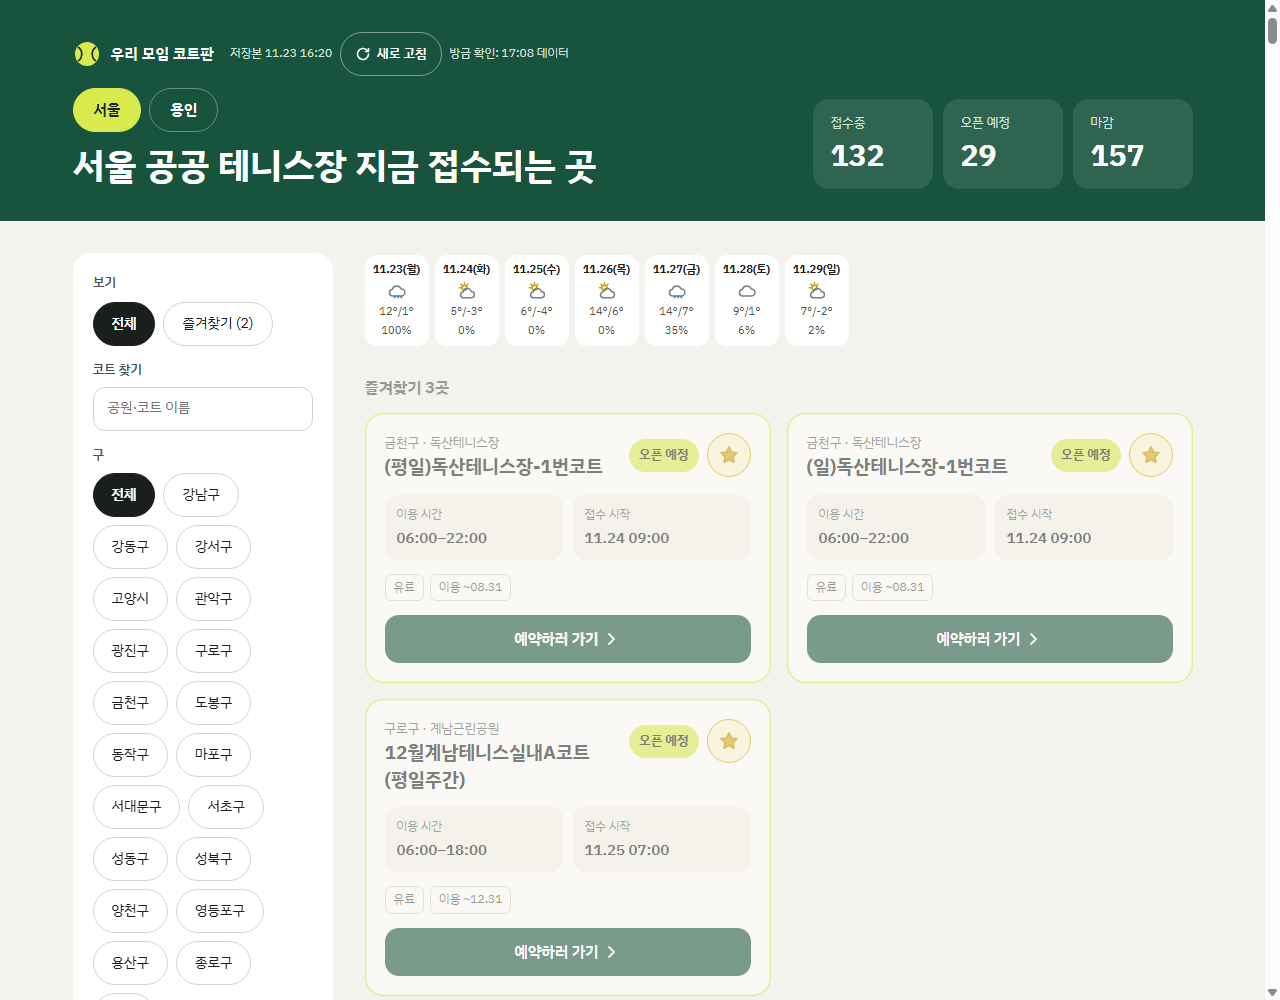 우리 모임 코트판 저장본 11.23 16:20 새로 고침 방금 확인: 17:08 데이터
서울 용인
서울 공공 테니스장 지금 접수되는 곳
접수중 오픈 예정 마감
132 29 157
보기
전체 즐겨찾기 (2)
코트 찾기
공원·코트 이름
구
전체 강남구
강동구 강서구
고양시 관악구
광진구 구로구
금천구 도봉구
동작구 마포구
서대문구 서초구
성동구 성북구
양천구 영등포구
용산구 종로구
11.23(월) 11.24(화) 11.25(수) 11.26(목) 11.27(금) 11.28(토) 11.29(일)
12°/1° 5°/-3° 6°/-4° 14°/6° 14°/7° 9°/1° 7°/-2°
100% 0% 0% 0% 35% 6% 2%
즐겨찾기 3곳
금천구 · 독산테니스장
(평일)독산테니스장-1번코트
오픈 예정
이용 시간 접수 시작
06:00–22:00 11.24 09:00
유료 이용 ~08.31
예약하러 가기
금천구 · 독산테니스장
(일)독산테니스장-1번코트
오픈 예정
이용 시간 접수 시작
06:00–22:00 11.24 09:00
유료 이용 ~08.31
예약하러 가기
구로구 · 계남근린공원
12월계남테니스실내A코트
(평일주간)
오픈 예정
이용 시간 접수 시작
06:00–18:00 11.25 07:00
유료 이용 ~12.31
예약하러 가기